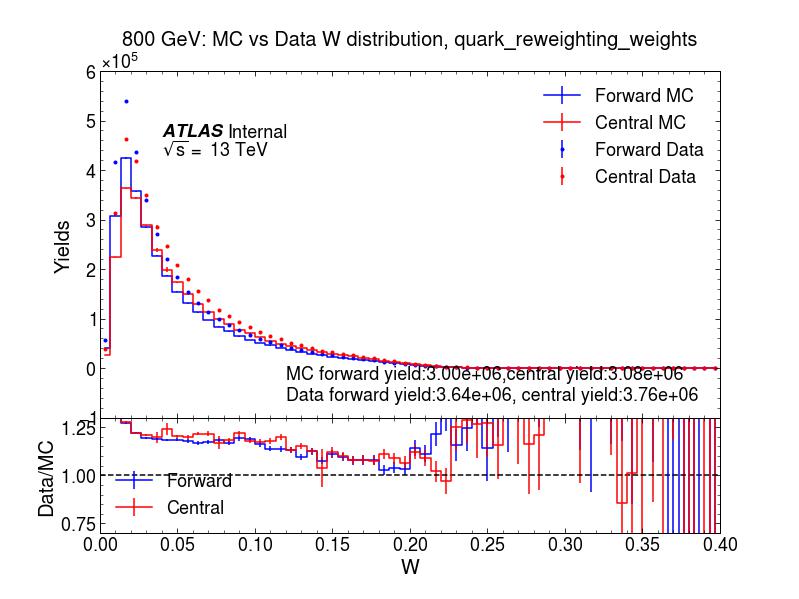 800 GeV: MC vs Data W distribution, quark_reweighting_weights
×10⁵
6
5
4
3
2
1
0
1
Yields
ATLAS Internal
√s = 13 TeV
Forward MC
Central MC
Forward Data
Central Data
MC forward yield:3.00e+06,central yield:3.08e+06
Data forward yield:3.64e+06, central yield:3.76e+06
1.25
1.00
0.75
Data/MC
Forward
Central
0.00 0.05 0.10 0.15 0.20 0.25 0.30 0.35 0.40
W